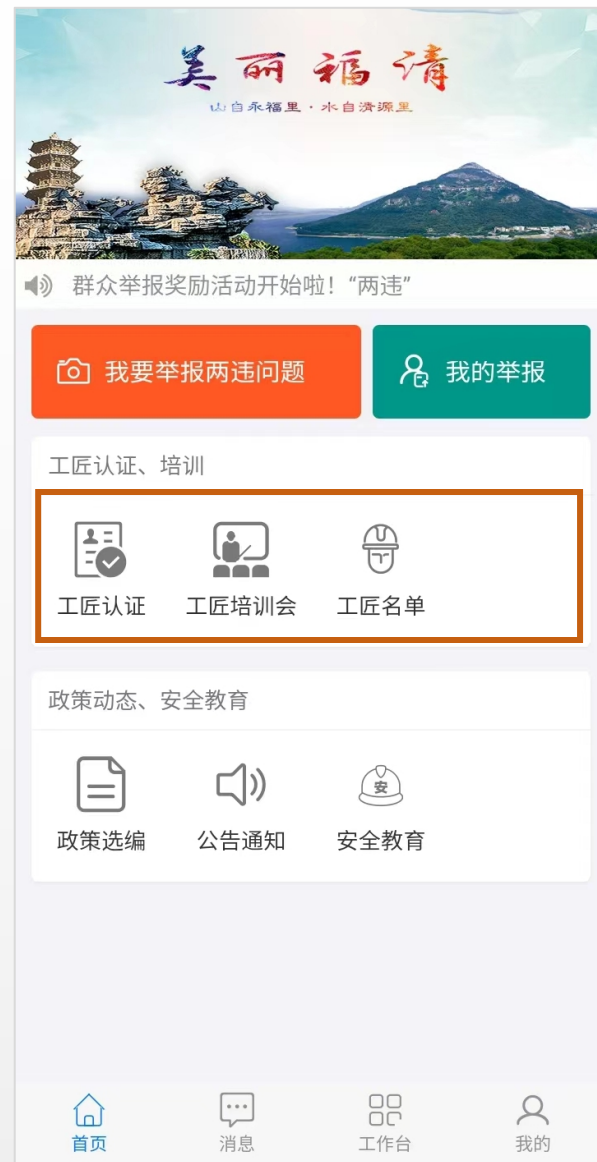 美丽福清
山自永福里·水自清源里
群众举报奖励活动开始啦！“两违”
我要举报两违问题
我的举报
工匠认证、培训
工匠认证 工匠培训会 工匠名单
政策动态、安全教育
安
政策选编 公告通知 安全教育
首页 消息 工作台 我的